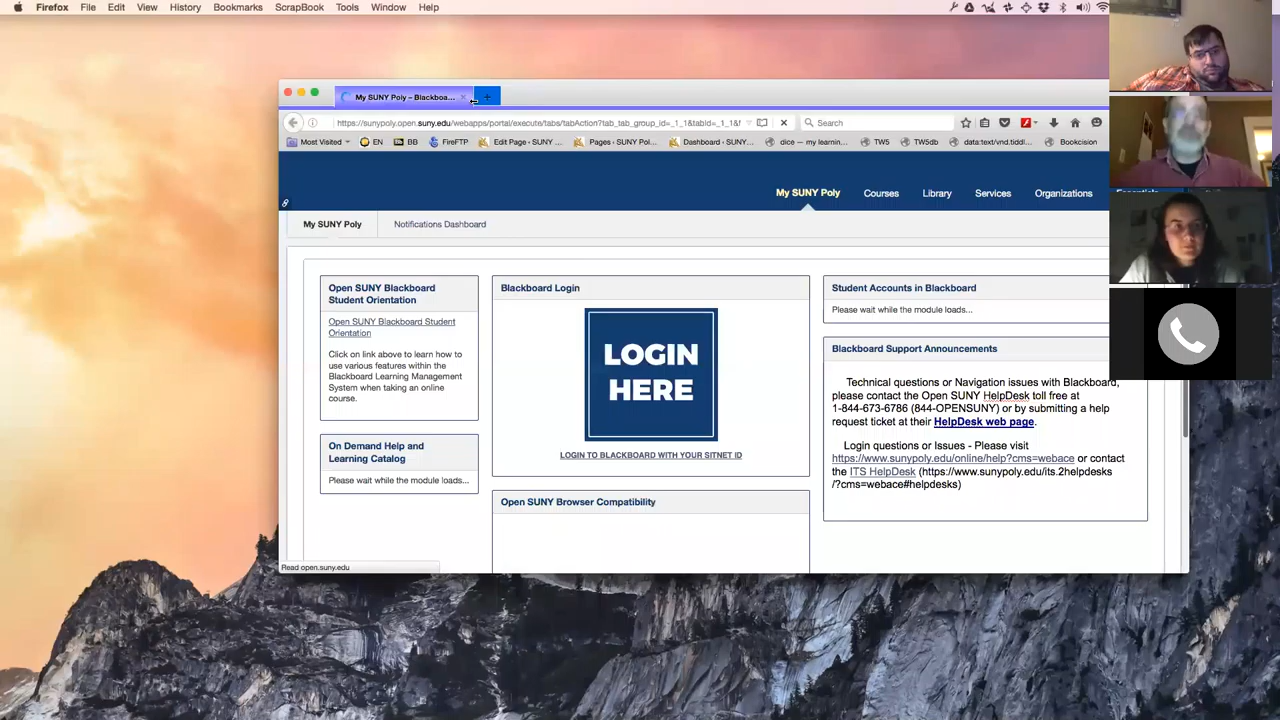 Firefox File Edit View History Bookmarks ScrapBook Tools Window Help
My SUNY Poly – Blackboa...
https://sunypoly.open.suny.edu/webapps/portal/execute/tabs/tabAction?tab_tab_group_id=_1_1&tabId=_1_1&f
Search
Most Visited EN BB FireFTP Edit Page ‹ SUNY ... Pages ‹ SUNY Pol... Dashboard ‹ SUNY... dice — my learnin... TW5 TW5db data:text/vnd.tiddl... Bookcision
My SUNY Poly Courses Library Services Organizations
My SUNY Poly Notifications Dashboard
Open SUNY Blackboard
Student Orientation
Open SUNY Blackboard Student
Orientation
Click on link above to learn how to
use various features within the
Blackboard Learning Management
System when taking an online
course.
On Demand Help and
Learning Catalog
Please wait while the module loads...
Blackboard Login
LOGIN
HERE
LOGIN TO BLACKBOARD WITH YOUR SITNET ID
Open SUNY Browser Compatibility
Student Accounts in Blackboard
Please wait while the module loads...
Blackboard Support Announcements
Technical questions or Navigation issues with Blackboard,
please contact the Open SUNY HelpDesk toll free at
1-844-673-6786 (844-OPENSUNY) or by submitting a help
request ticket at their HelpDesk web page.
Login questions or Issues - Please visit
https://www.sunypoly.edu/online/help?cms=webace or contact
the ITS HelpDesk (https://www.sunypoly.edu/its.2helpdesks
/?cms=webace#helpdesks)
Read open.suny.edu